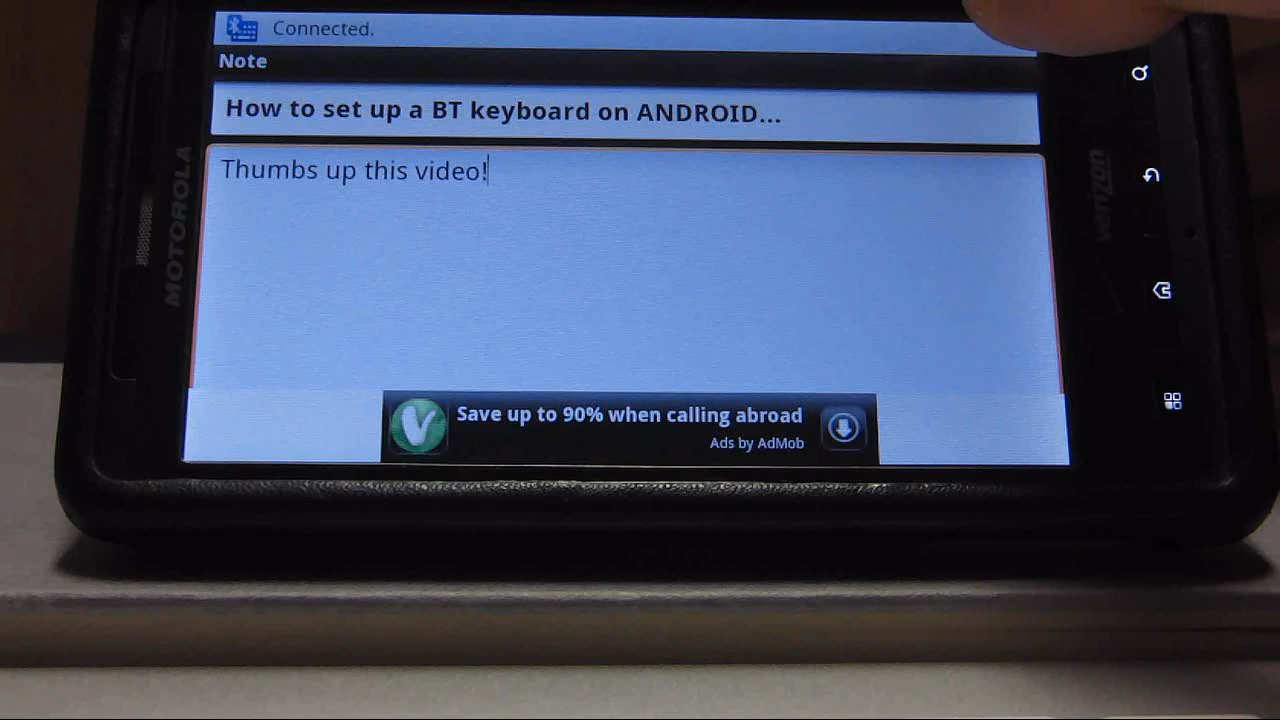 Connected.
Note
How to set up a BT keyboard on ANDROID...
Thumbs up this video!
Save up to 90% when calling abroad
Ads by AdMob
MOTOROLA
verizon